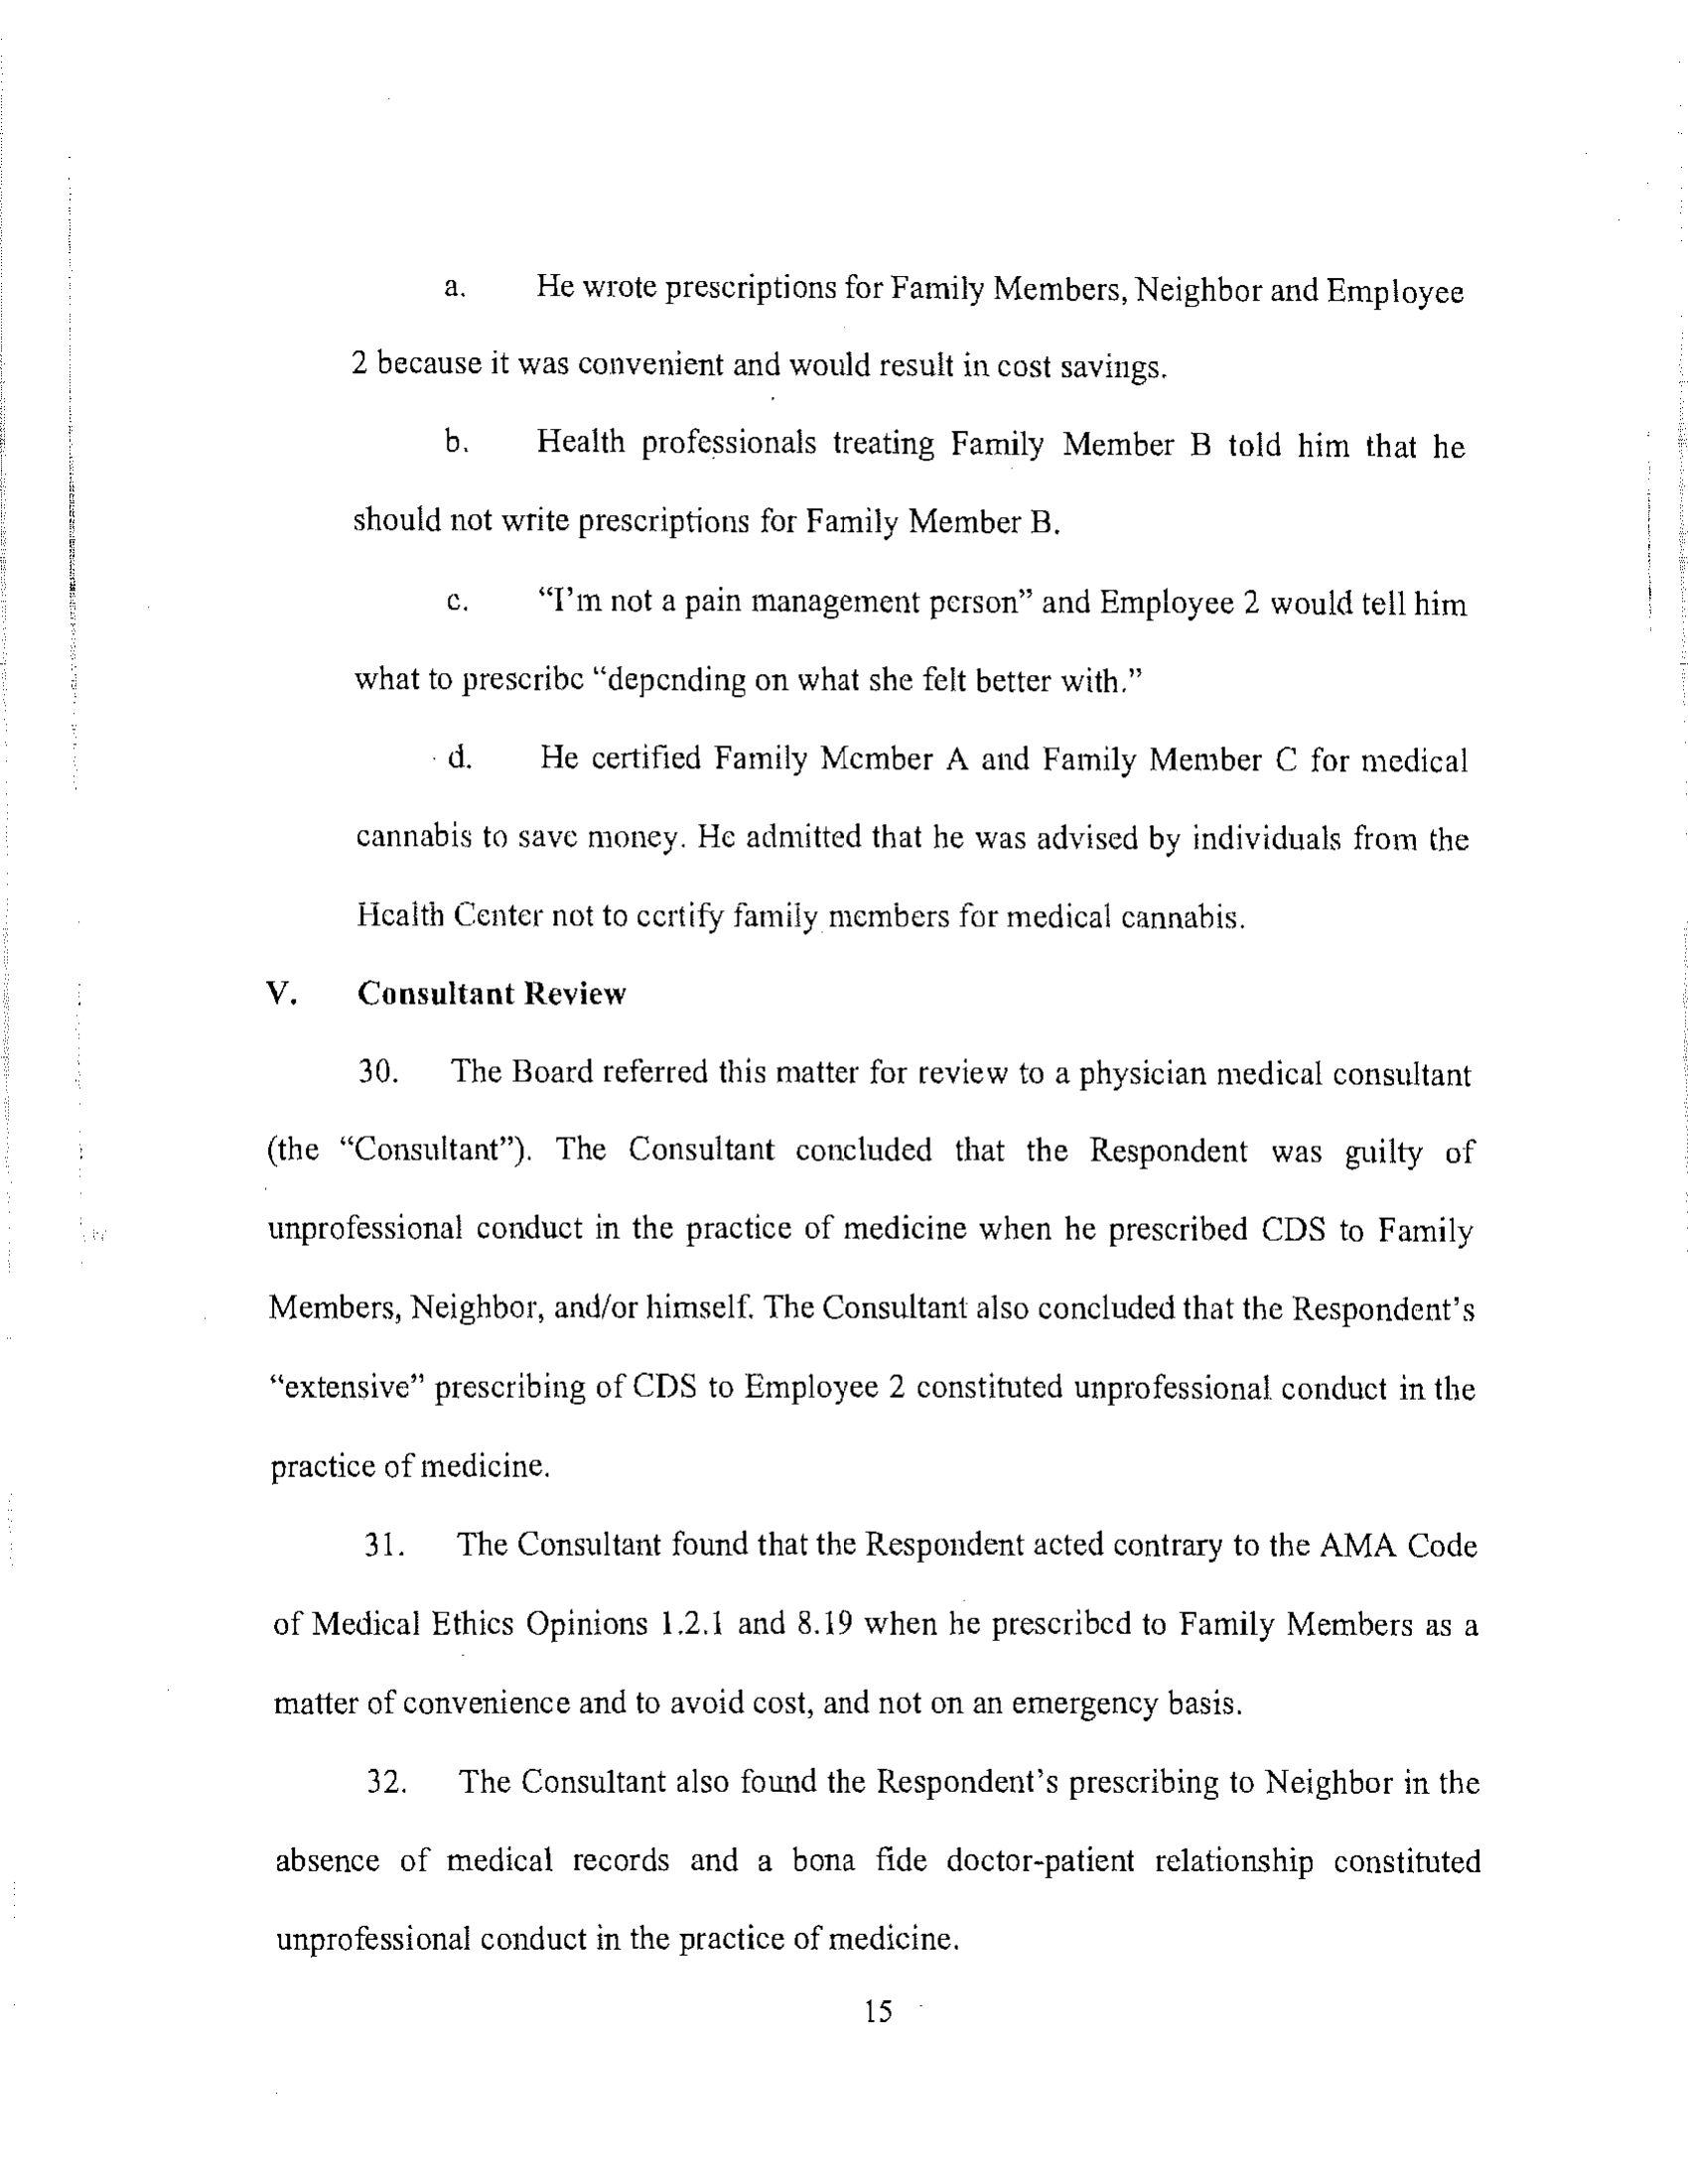 a. He wrote prescriptions for Family Members, Neighbor and Employee
2 because it was convenient and would result in cost savings.
b. Health professionals treating Family Member B told him that he
should not write prescriptions for Family Member B.
c. “I’m not a pain management person” and Employee 2 would tell him
what to prescribe “depending on what she felt better with.”
d. He certified Family Member A and Family Member C for medical
cannabis to save money. He admitted that he was advised by individuals from the
Health Center not to certify family members for medical cannabis.
V. Consultant Review
30. The Board referred this matter for review to a physician medical consultant
(the “Consultant”). The Consultant concluded that the Respondent was guilty of
unprofessional conduct in the practice of medicine when he prescribed CDS to Family
Members, Neighbor, and/or himself. The Consultant also concluded that the Respondent’s
“extensive” prescribing of CDS to Employee 2 constituted unprofessional conduct in the
practice of medicine.
31. The Consultant found that the Respondent acted contrary to the AMA Code
of Medical Ethics Opinions 1.2.1 and 8.19 when he prescribed to Family Members as a
matter of convenience and to avoid cost, and not on an emergency basis.
32. The Consultant also found the Respondent’s prescribing to Neighbor in the
absence of medical records and a bona fide doctor-patient relationship constituted
unprofessional conduct in the practice of medicine.
15